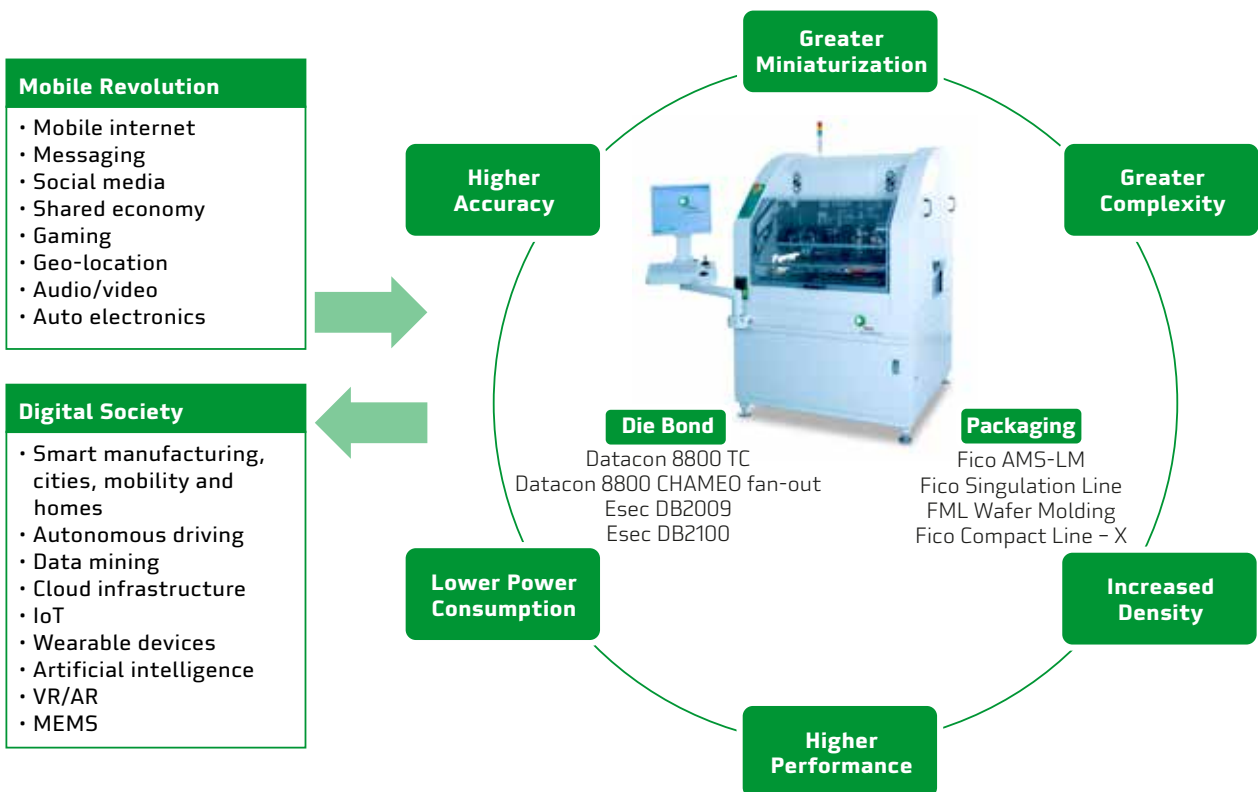 Mobile Revolution
· Mobile internet
· Messaging
· Social media
· Shared economy
· Gaming
· Geo-location
· Audio/video
· Auto electronics
Digital Society
· Smart manufacturing,
cities, mobility and
homes
· Autonomous driving
· Data mining
· Cloud infrastructure
· IoT
· Wearable devices
· Artificial intelligence
· VR/AR
· MEMS
Greater
Miniaturization
Higher
Accuracy
Greater
Complexity
Die Bond
Datacon 8800 TC
Datacon 8800 CHAMEO fan-out
Esec DB2009
Esec DB2100
Packaging
Fico AMS-LM
Fico Singulation Line
FML Wafer Molding
Fico Compact Line – X
Lower Power
Consumption
Increased
Density
Higher
Performance